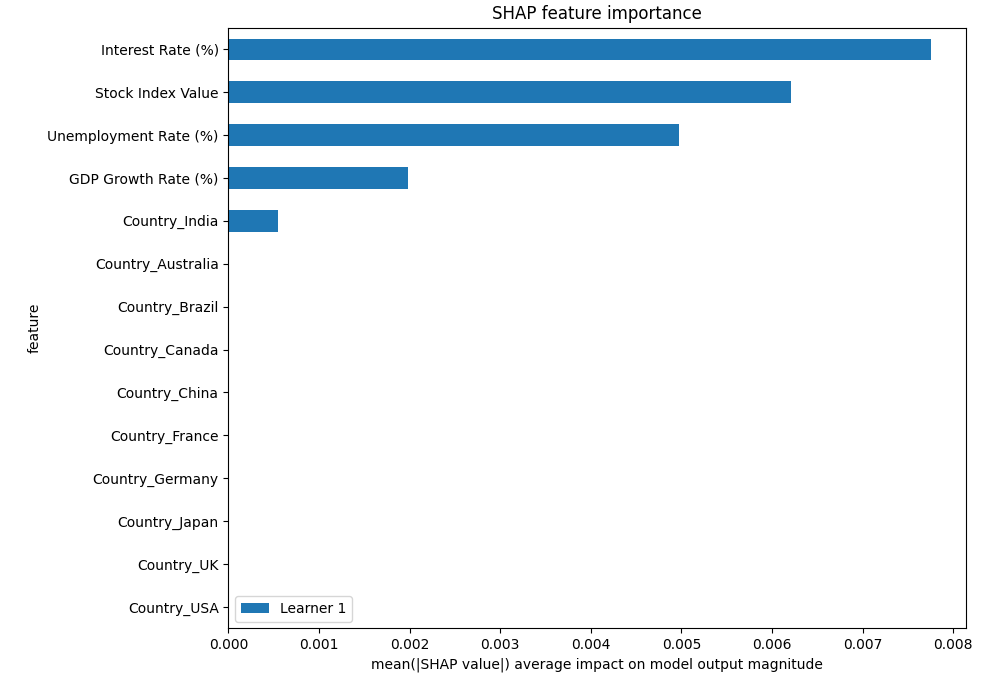 SHAP feature importance
Interest Rate (%)
Stock Index Value
Unemployment Rate (%)
GDP Growth Rate (%)
Country_India
Country_Australia
Country_Brazil
Country_Canada
Country_China
Country_France
Country_Germany
Country_Japan
Country_UK
Country_USA
feature
Learner 1
0.000 0.001 0.002 0.003 0.004 0.005 0.006 0.007 0.008
mean(|SHAP value|) average impact on model output magnitude